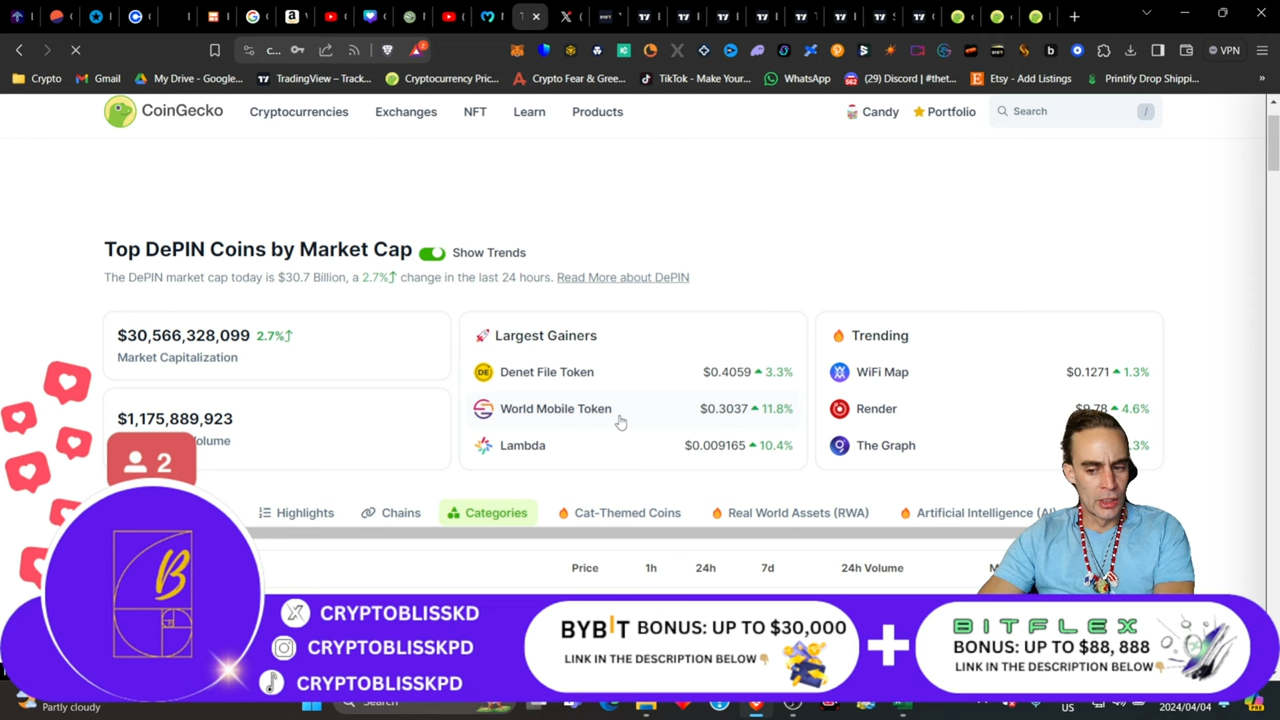 VPN
Crypto
Gmail
My Drive - Google...
TradingView – Track...
Cryptocurrency Pric...
Crypto Fear & Gree...
TikTok - Make Your...
WhatsApp
(29) Discord | #thet...
Etsy - Add Listings
Printify Drop Shippi...
CoinGecko
Cryptocurrencies
Exchanges
NFT
Learn
Products
Candy
Portfolio
Search
/
Top DePIN Coins by Market Cap
Show Trends
The DePIN market cap today is $30.7 Billion, a 2.7% change in the last 24 hours. Read More about DePIN
$30,566,328,099 2.7%
Market Capitalization
$1,175,889,923
Largest Gainers
Denet File Token $0.4059 3.3%
World Mobile Token $0.3037 11.8%
Lambda $0.009165 10.4%
Trending
WiFi Map $0.1271 1.3%
Render 4.6%
The Graph
2
Highlights
Chains
Categories
Cat-Themed Coins
Real World Assets (RWA)
Artificial Intelligence (AI)
Price 1h 24h 7d 24h Volume
B
CRYPTOBLISSKD
CRYPTOBLISSKPD
CRYPTOBLISSKPD
BYBIT BONUS: UP TO $30,000
LINK IN THE DESCRIPTION BELOW
+
BITFLEX
BONUS: UP TO $88, 888
LINK IN THE DESCRIPTION BELOW
Partly cloudy
Search
US
2024/04/04